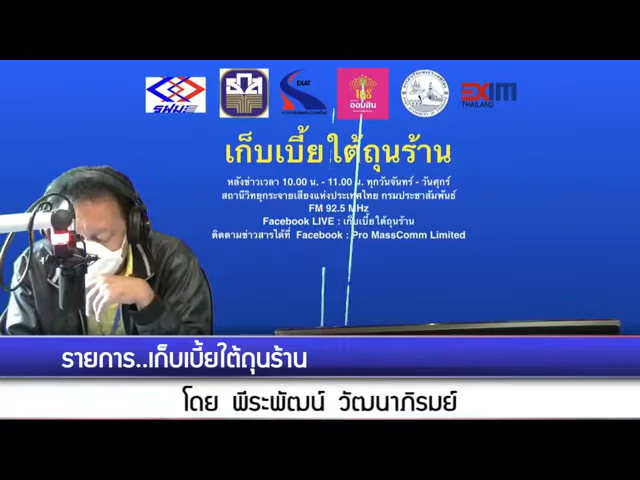 รฟม
ธกส
EXAT
ออมสิน
EXIM
THAILAND
เก็บเบี้ยใต้ถุนร้าน
หลังข่าวเวลา 10.00 น. - 11.00 น. ทุกวันจันทร์ - วันศุกร์
สถานีวิทยุกระจายเสียงแห่งประเทศไทย กรมประชาสัมพันธ์
FM 92.5 MHz
Facebook LIVE : เก็บเบี้ยใต้ถุนร้าน
ติดตามข่าวสารได้ที่ Facebook : Pro MassComm Limited
รายการ..เก็บเบี้ยใต้ถุนร้าน
โดย พีระพัฒน์ วัฒนาภิรมย์